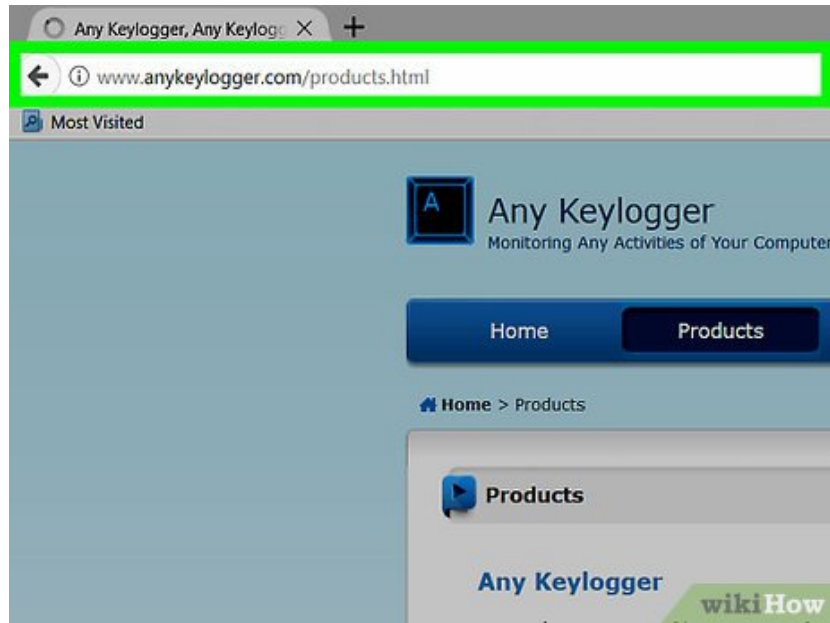 Any Keylogger, Any Keylogg
www.anykeylogger.com/products.html
Most Visited
A
Any Keylogger
Monitoring Any Activities of Your Computer
Home
Products
Home > Products
Products
Any Keylogger
wikiHow